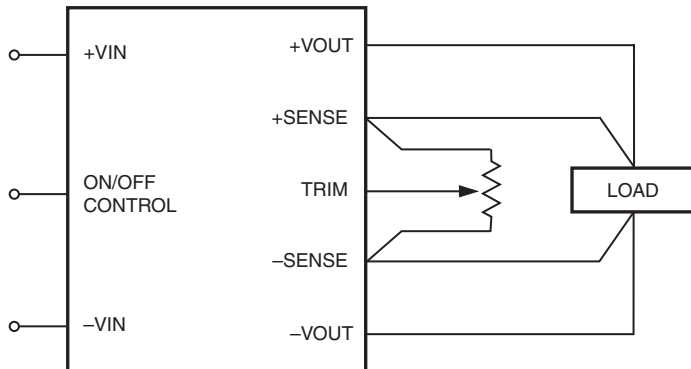 +VIN
+VOUT
+SENSE
ON/OFF
CONTROL
TRIM
LOAD
–SENSE
–VIN
–VOUT